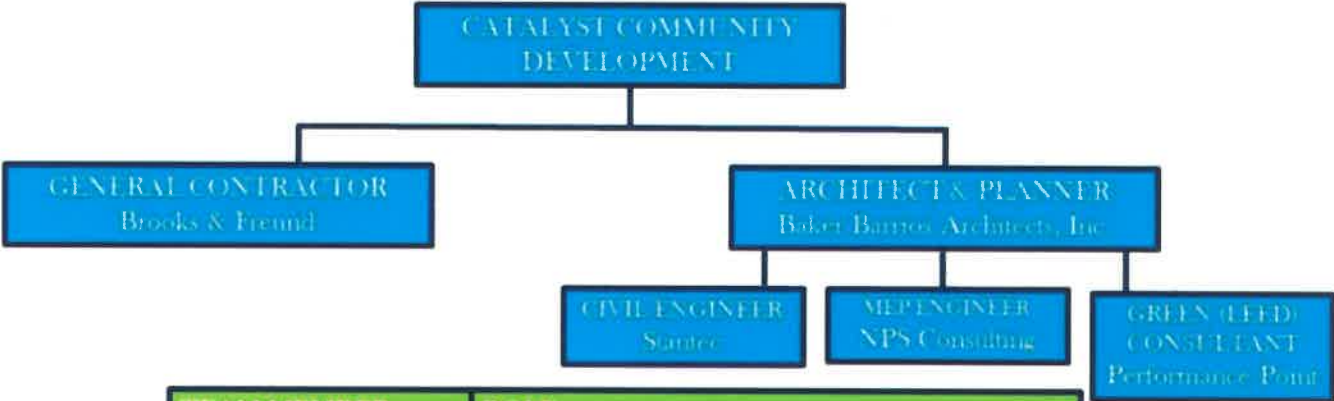 CATALYST COMMUNITY
DEVELOPMENT
GENERAL CONTRACTOR
Brooks & Freund
ARCHITECT & PLANNER
Baker Barrios Architects, Inc
CIVIL ENGINEER
Stantec
MEP ENGINEER
NPS Consulting
GREEN (LEED)
CONSULTANT
Performance Point